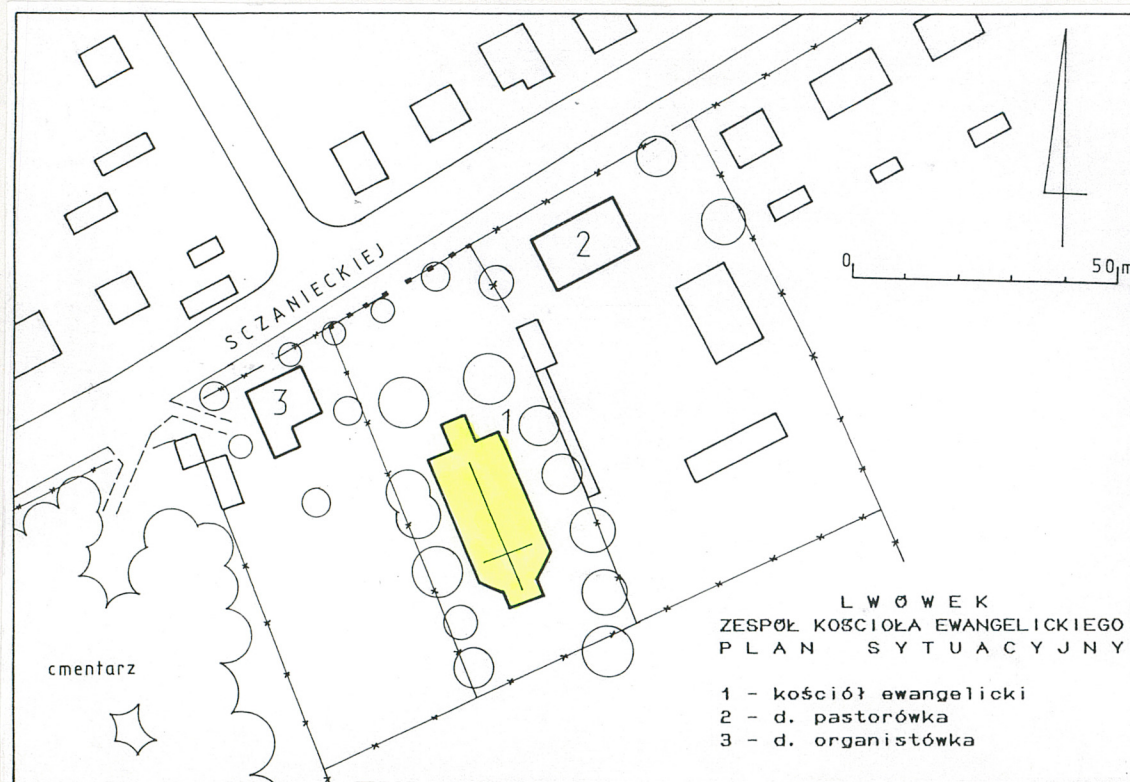 SCZANIECKIEJ
2
3
1
0 50 m
cmentarz
LWÓWEK
ZESPÓŁ KOŚCIOŁA EWANGELICKIEGO
PLAN SYTUACYJNY
1 - kościół ewangelicki
2 - d. pastorówka
3 - d. organistówka